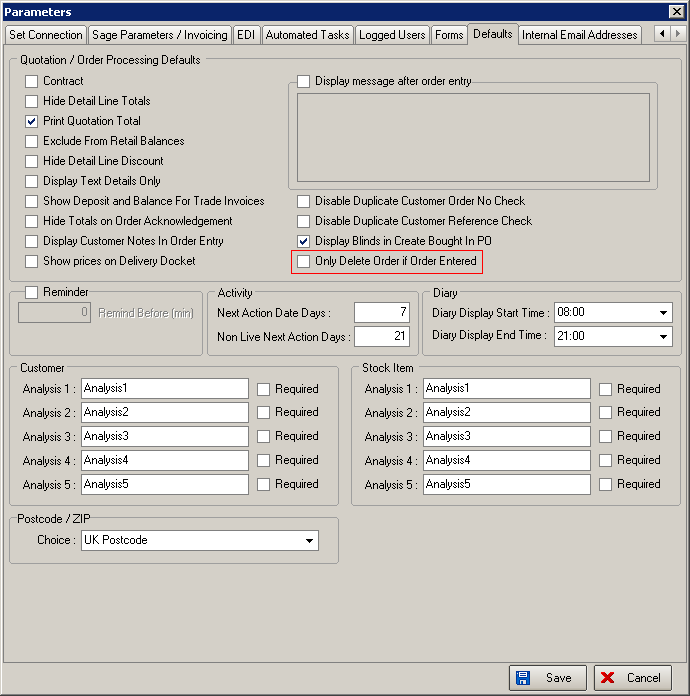 Parameters
Set Connection Sage Parameters / Invoicing EDI Automated Tasks Logged Users Forms Defaults Internal Email Addresses
Quotation / Order Processing Defaults
Contract
Hide Detail Line Totals
Print Quotation Total
Exclude From Retail Balances
Hide Detail Line Discount
Display Text Details Only
Show Deposit and Balance For Trade Invoices
Hide Totals on Order Acknowledgement
Display Customer Notes In Order Entry
Show prices on Delivery Docket
Display message after order entry
Disable Duplicate Customer Order No Check
Disable Duplicate Customer Reference Check
Display Blinds in Create Bought In PO
Only Delete Order if Order Entered
Reminder
0 Remind Before (min)
Activity
Next Action Date Days : 7
Non Live Next Action Days : 21
Diary
Diary Display Start Time : 08:00
Diary Display End Time : 21:00
Customer
Analysis 1 : Analysis1 Required
Analysis 2 : Analysis2 Required
Analysis 3 : Analysis3 Required
Analysis 4 : Analysis4 Required
Analysis 5 : Analysis5 Required
Stock Item
Analysis 1 : Analysis1 Required
Analysis 2 : Analysis2 Required
Analysis 3 : Analysis3 Required
Analysis 4 : Analysis4 Required
Analysis 5 : Analysis5 Required
Postcode / ZIP
Choice : UK Postcode
Save Cancel